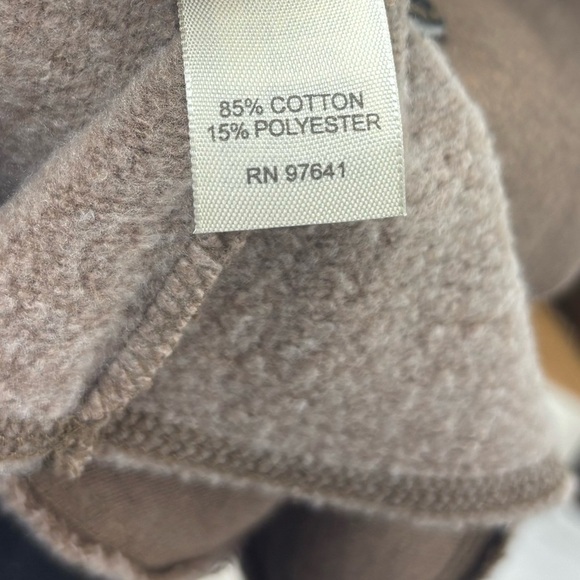 85% COTTON
15% POLYESTER
RN 97641